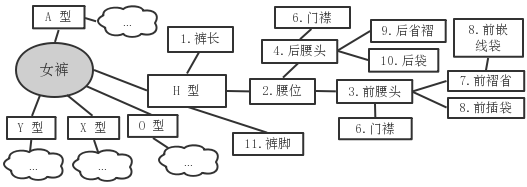 A 型
...
6.门襟
1.裤长
9.后省褶
8.前嵌
线袋
4.后腰头
10.后袋
女裤
H 型
2.腰位
3.前腰头
7.前褶省
8.前插袋
Y 型
X 型
O 型
11.裤脚
6.门襟
...
...
...